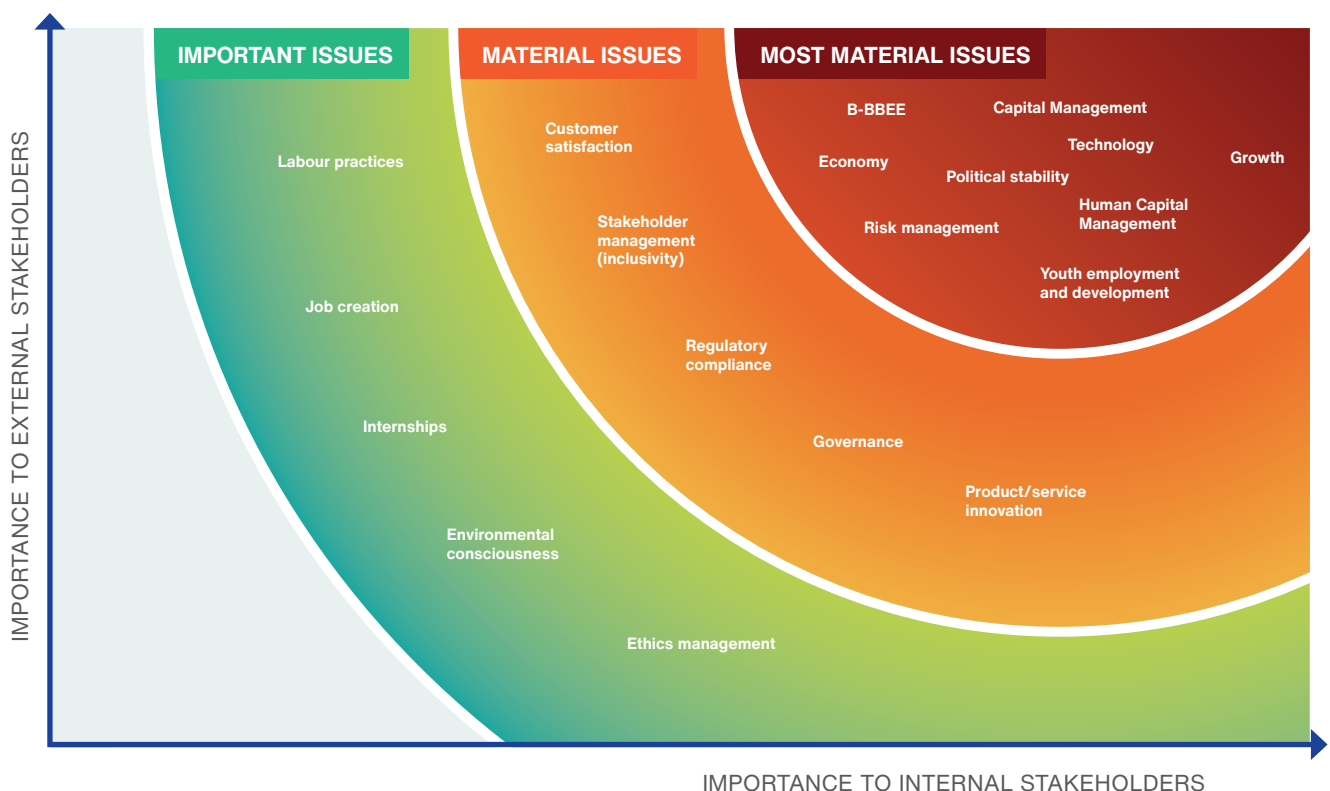 IMPORTANT ISSUES
MATERIAL ISSUES
MOST MATERIAL ISSUES
IMPORTANCE TO EXTERNAL STAKEHOLDERS
Labour practices
Job creation
Internships
Environmental
consciousness
Ethics management
Customer
satisfaction
Stakeholder
management
(inclusivity)
Regulatory
compliance
Governance
Product/service
innovation
B-BBEE
Capital Management
Technology
Growth
Economy
Political stability
Human Capital
Management
Risk management
Youth employment
and development
IMPORTANCE TO INTERNAL STAKEHOLDERS